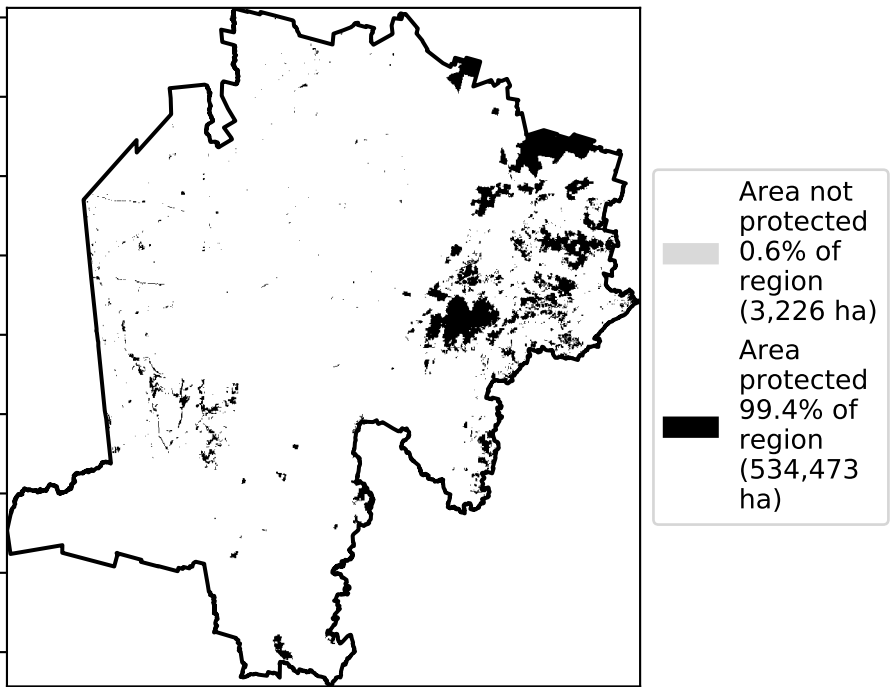 Area not
protected
0.6% of
region
(3,226 ha)
Area
protected
99.4% of
region
(534,473
ha)